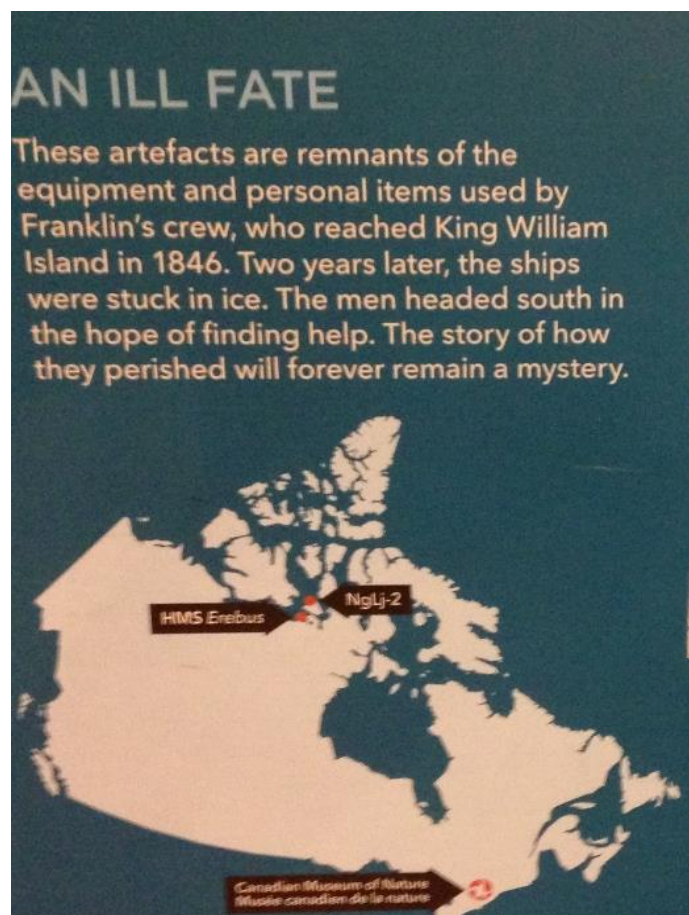 AN ILL FATE
These artefacts are remnants of the
equipment and personal items used by
Franklin's crew, who reached King William
Island in 1846. Two years later, the ships
were stuck in ice. The men headed south in
the hope of finding help. The story of how
they perished will forever remain a mystery.
NgLj-2
HMS Erebus
Canadian Museum of Nature
Musée canadien de la nature